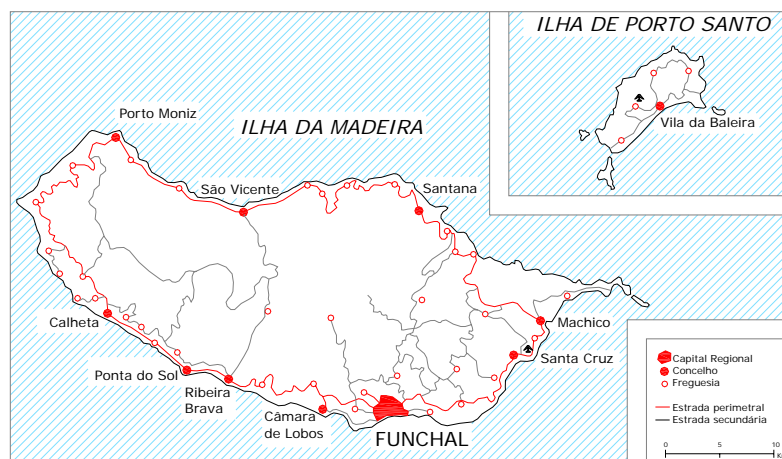 ILHA DE PORTO SANTO
Vila da Baleira
ILHA DA MADEIRA
Porto Moniz
São Vicente
Santana
Calheta
Machico
Ponta do Sol
Santa Cruz
Ribeira
Brava
Câmara
de Lobos
FUNCHAL
Capital Regional
Concelho
Freguesia
Estrada perimetral
Estrada secundária
0 5 10